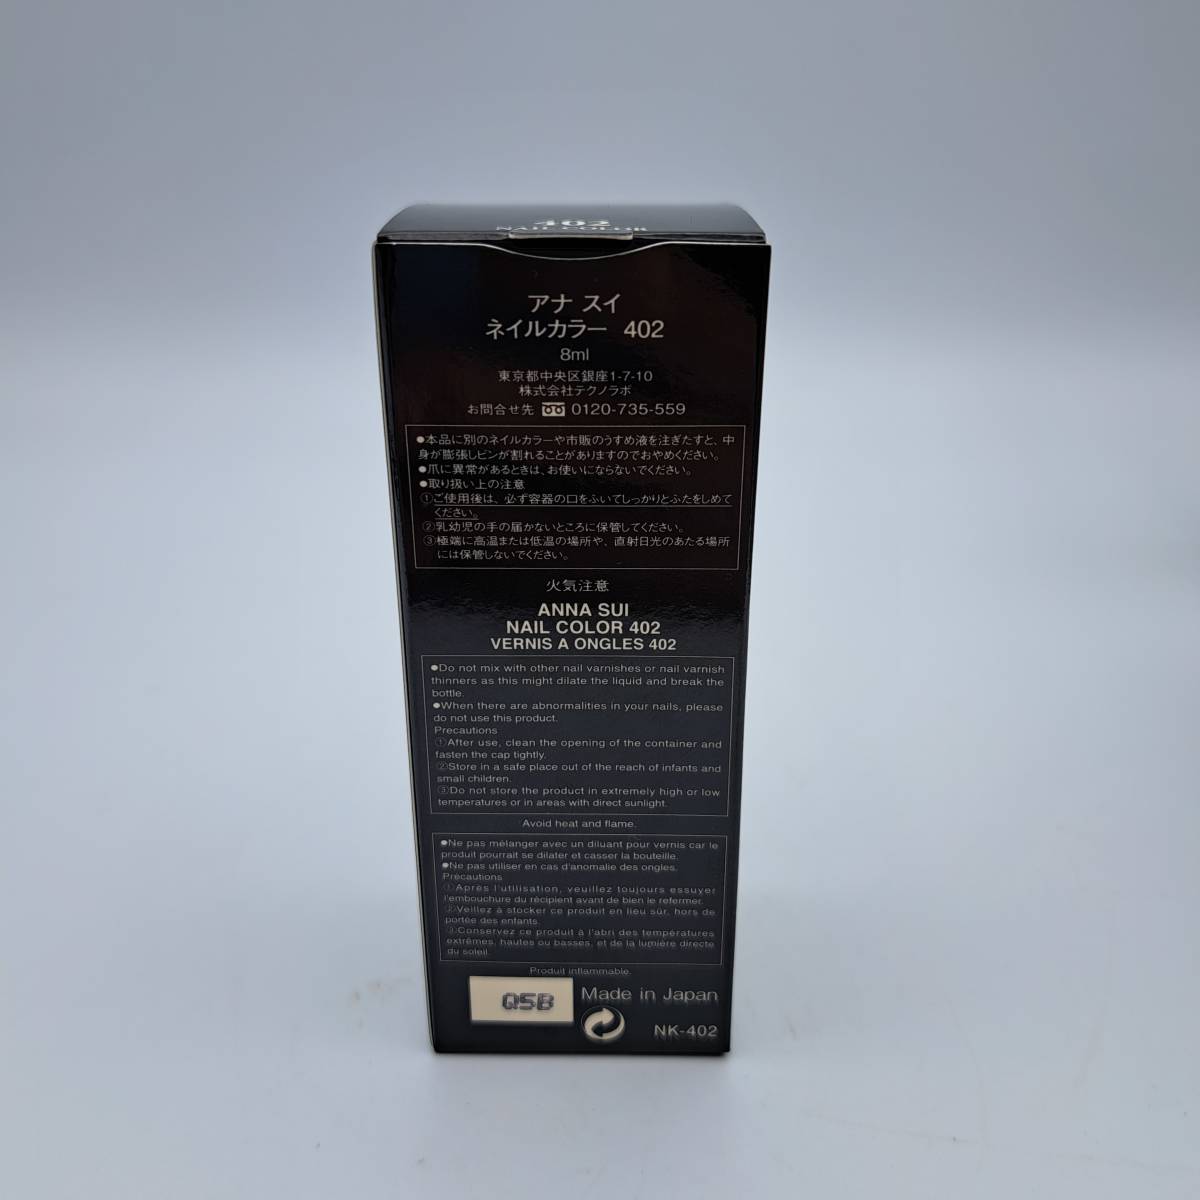 402
NAIL COLOR
アナ スイ
ネイルカラー 402
8ml
東京都中央区銀座1-7-10
株式会社テクノラボ
お問合せ先 0120-735-559
●本品に別のネイルカラーや市販のうすめ液を注ぎたすと、中
身が膨張しビンが割れることがありますのでおやめください。
●爪に異常があるときは、お使いにならないでください。
●取り扱い上の注意
①ご使用後は、必ず容器の口をふいてしっかりとふたをしめて
ください。
②乳幼児の手の届かないところに保管してください。
③極端に高温または低温の場所や、直射日光のあたる場所
には保管しないでください。
火気注意
ANNA SUI
NAIL COLOR 402
VERNIS A ONGLES 402
●Do not mix with other nail varnishes or nail varnish
thinners as this might dilate the liquid and break the
bottle.
●When there are abnormalities in your nails, please
do not use this product.
Precautions
①After use, clean the opening of the container and
fasten the cap tightly.
②Store in a safe place out of the reach of infants and
small children.
③Do not store the product in extremely high or low
temperatures or in areas with direct sunlight.
Avoid heat and flame.
●Ne pas mélanger avec un diluant pour vernis car le
produit pourrait se dilater et casser la bouteille.
●Ne pas utiliser en cas d'anomalie des ongles.
Précautions
①Après l'utilisation, veuillez toujours essuyer
l'embouchure du récipient avant de bien le refermer.
②Veillez à stocker ce produit en lieu sûr, hors de
portée des enfants.
③Conservez ce produit à l'abri des températures
extrêmes, hautes ou basses, et de la lumière directe
du soleil.
Produit inflammable.
Q5B
Made in Japan
NK-402